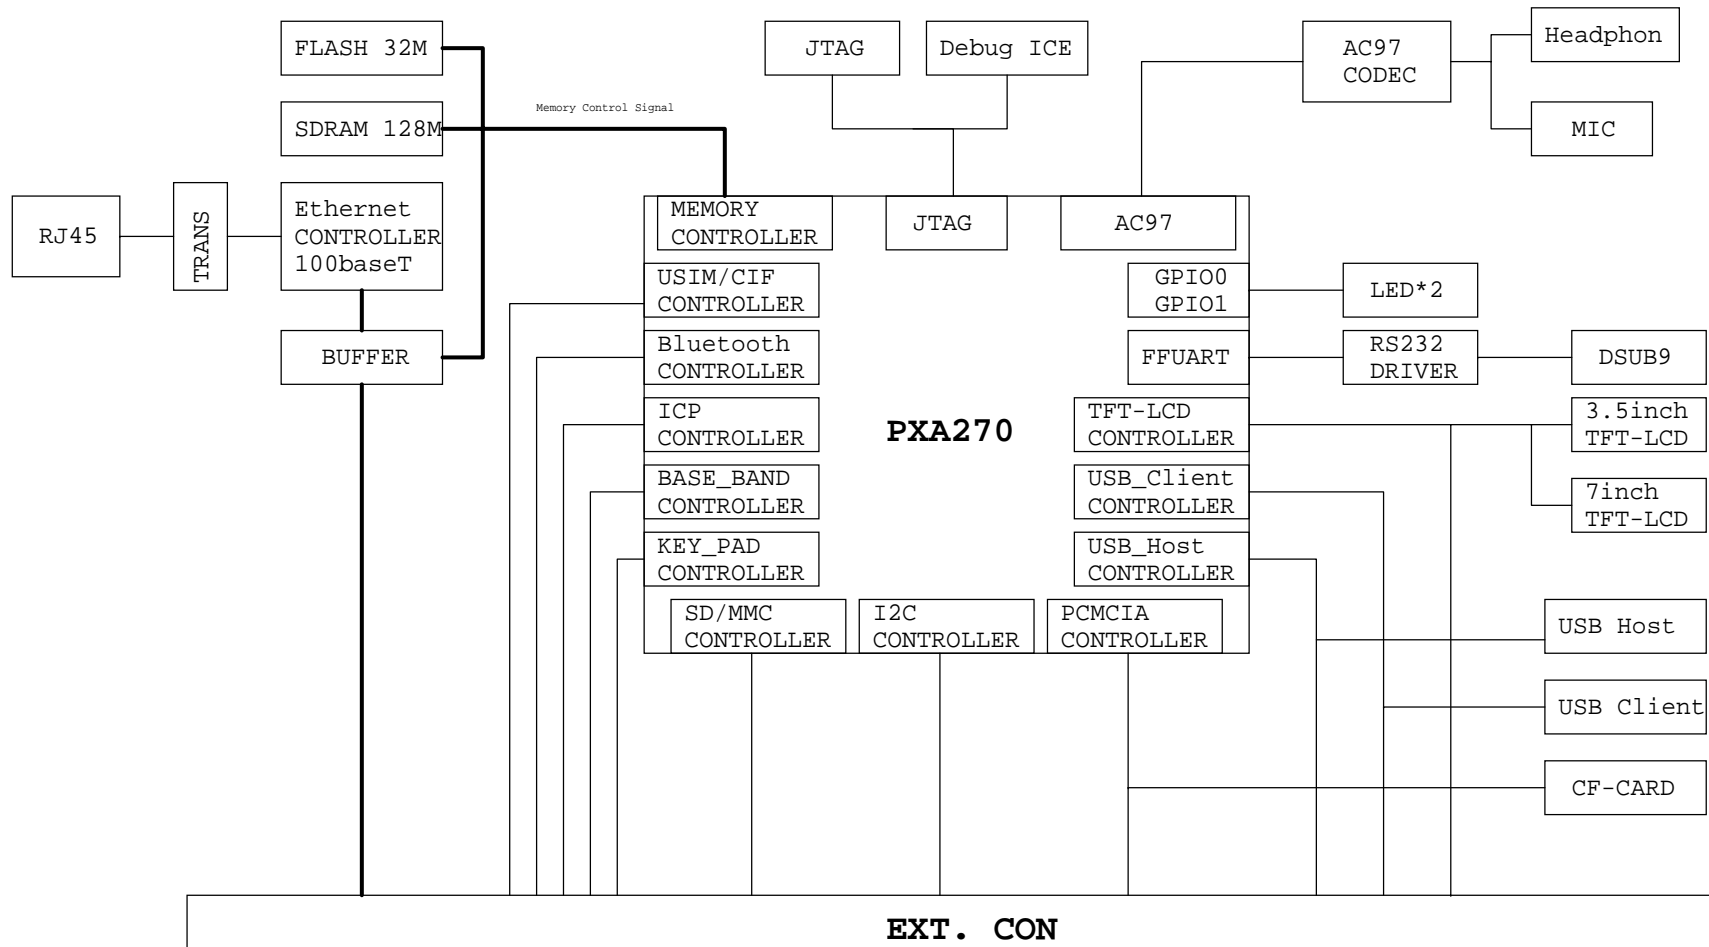 FLASH 32M
JTAG
Debug ICE
AC97
CODEC
Headphon
Memory Control Signal
SDRAM 128M
MIC
RJ45
TRANS
Ethernet
CONTROLLER
100baseT
MEMORY
CONTROLLER
JTAG
AC97
USIM/CIF
CONTROLLER
GPIO0
GPIO1
LED*2
BUFFER
Bluetooth
CONTROLLER
FFUART
RS232
DRIVER
DSUB9
ICP
CONTROLLER
PXA270
TFT-LCD
CONTROLLER
3.5inch
TFT-LCD
BASE_BAND
CONTROLLER
USB_Client
CONTROLLER
7inch
TFT-LCD
KEY_PAD
CONTROLLER
USB_Host
CONTROLLER
SD/MMC
CONTROLLER
I2C
CONTROLLER
PCMCIA
CONTROLLER
USB Host
USB Client
CF-CARD
EXT. CON